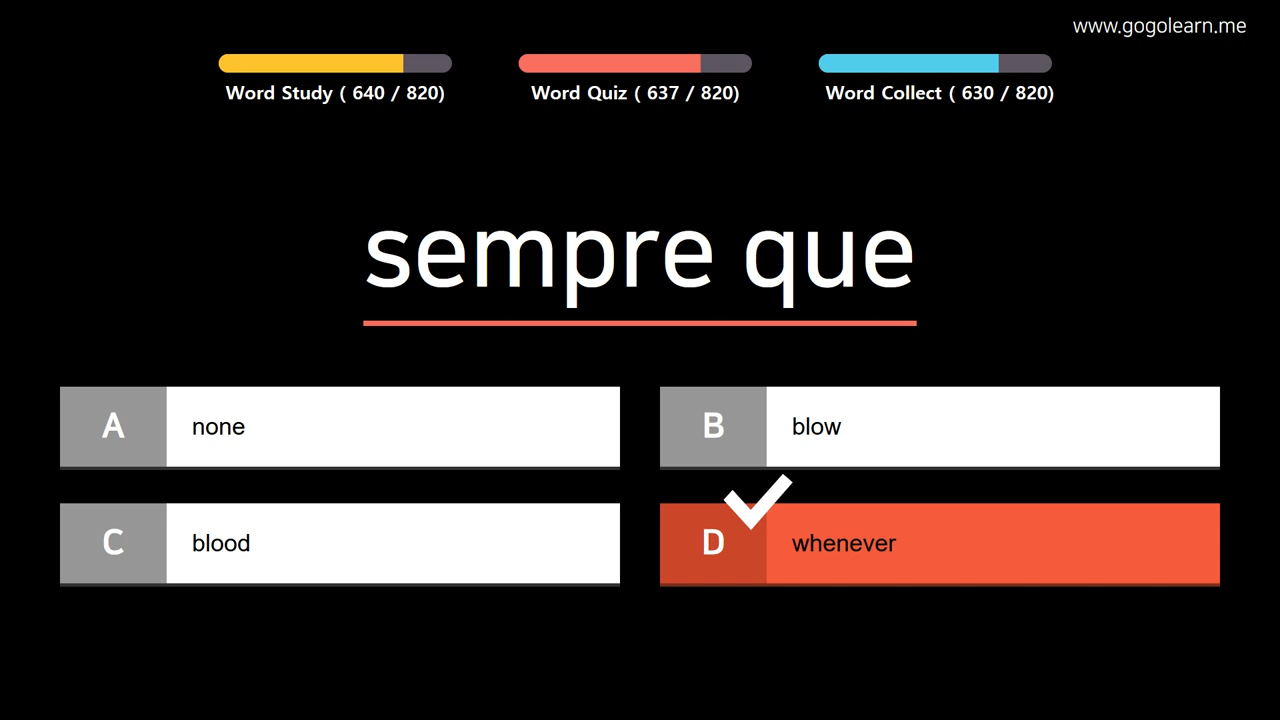 www.gogolearn.me
Word Study ( 640 / 820)
Word Quiz ( 637 / 820)
Word Collect ( 630 / 820)
sempre que
A none
B blow
C blood
D whenever